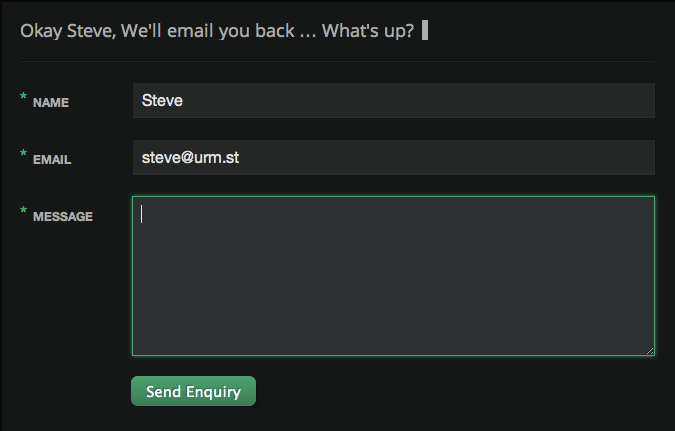 Okay Steve, We'll email you back ... What's up?
* NAME
Steve
* EMAIL
steve@urm.st
* MESSAGE
Send Enquiry